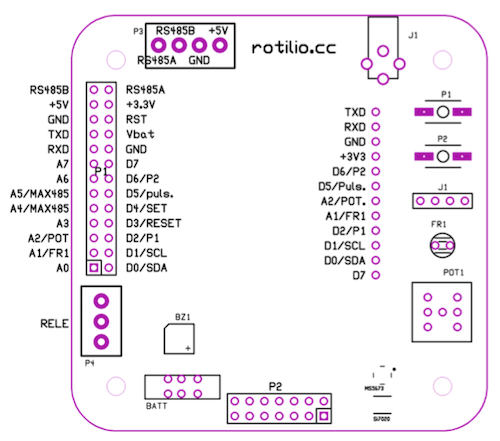 P3
RS485B +5V
RS485A GND
rotilio.cc
J1
RS485B RS485A
+5V +3.3V
GND RST
TXD Vbat
RXD GND
A7 D7
P1
A6 D6/P2
A5/MAX485 D5/puls.
A4/MAX485 D4/SET
A3 D3/RESET
A2/POT D2/P1
A1/FR1 D1/SCL
A0 D0/SDA
TXD
RXD
GND
+3V3
D6/P2
D5/Puls.
A2/POT.
A1/FR1
D2/P1
D1/SCL
D0/SDA
D7
P1
P2
J1
FR1
POT1
RELE
P4
BZ1
+
BATT
P2
MS5673
Si7020